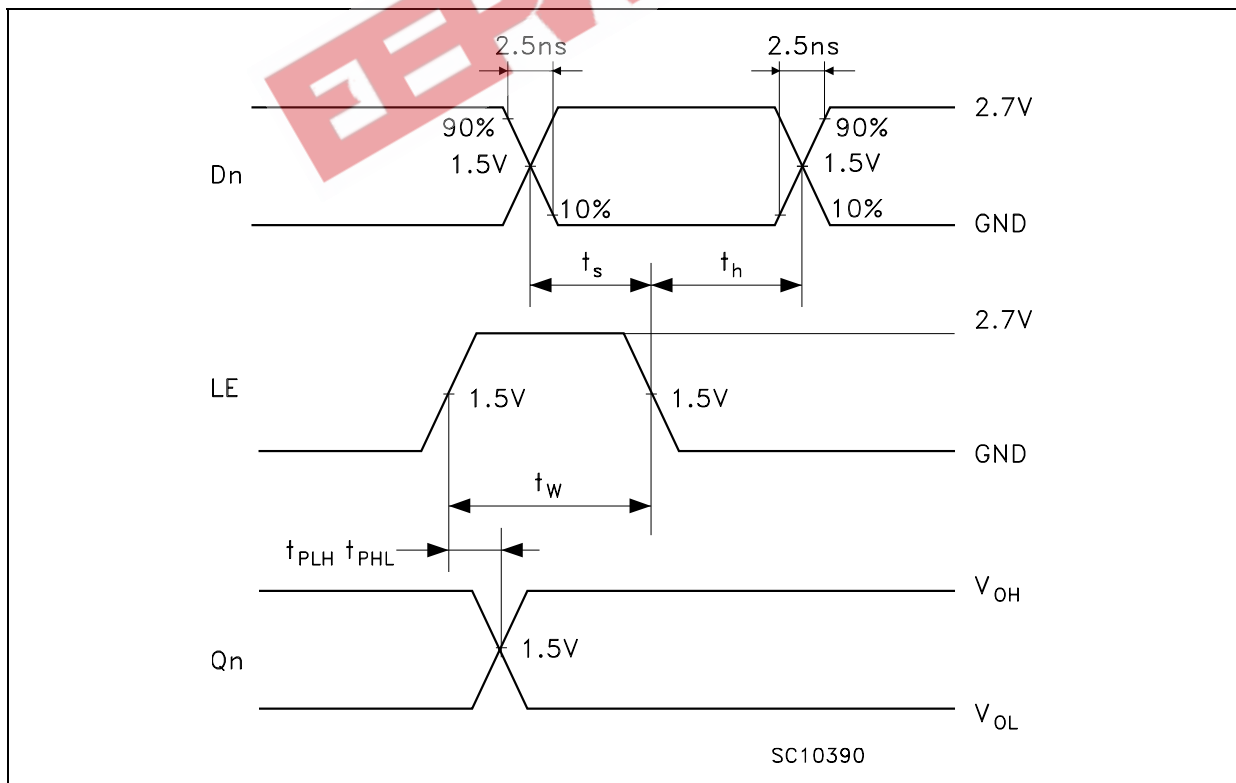 2.5ns 2.5ns
2.7V
90% 90%
1.5V 1.5V
Dn
10% 10%
GND
ts th
2.7V
LE
1.5V 1.5V
GND
tW
tPLH tPHL
VOH
1.5V
Qn
VOL
SC10390